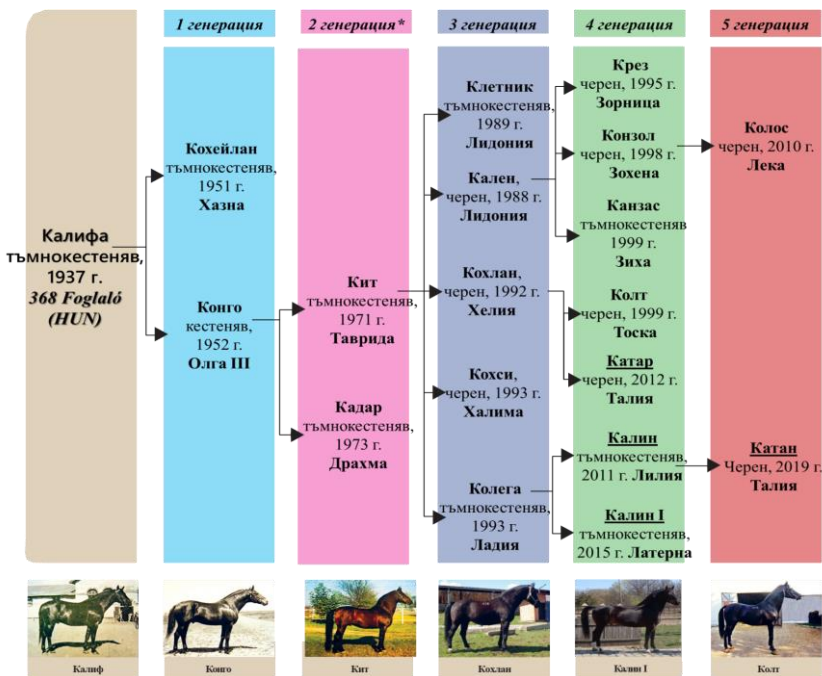 1 генерация
2 генерация*
3 генерация
4 генерация
5 генерация
Калифа
тъмнокестеняв,
1937 г.
368 Foglaló
(HUN)
Кохейлан
тъмнокестеняв,
1951 г.
Хазна
Конго
кестеняв,
1952 г.
Олга III
Кит
тъмнокестеняв,
1971 г.
Таврида
Кадар
тъмнокестеняв,
1973 г.
Драхма
Клетник
тъмнокестеняв,
1989 г.
Лидония
Кален,
черен, 1988 г.
Лидония
Кохлан,
черен, 1992 г.
Хелия
Кохси,
черен, 1993 г.
Халима
Колега
тъмнокестеняв,
1993 г.
Ладия
Крез
черен, 1995 г.
Зорница
Конзол
черен, 1998 г.
Зохена
Канзас
тъмнокестеняв
1999 г.
Зиха
Колт
черен, 1999 г.
Тоска
Катар
черен, 2012 г.
Талия
Калин
тъмнокестеняв,
2011 г. Лилия
Калин I
тъмнокестеняв,
2015 г. Латерна
Колос
черен, 2010 г.
Лека
Катан
Черен, 2019 г.
Талия
Калиф
Конго
Кит
Кохлан
Калин I
Колт